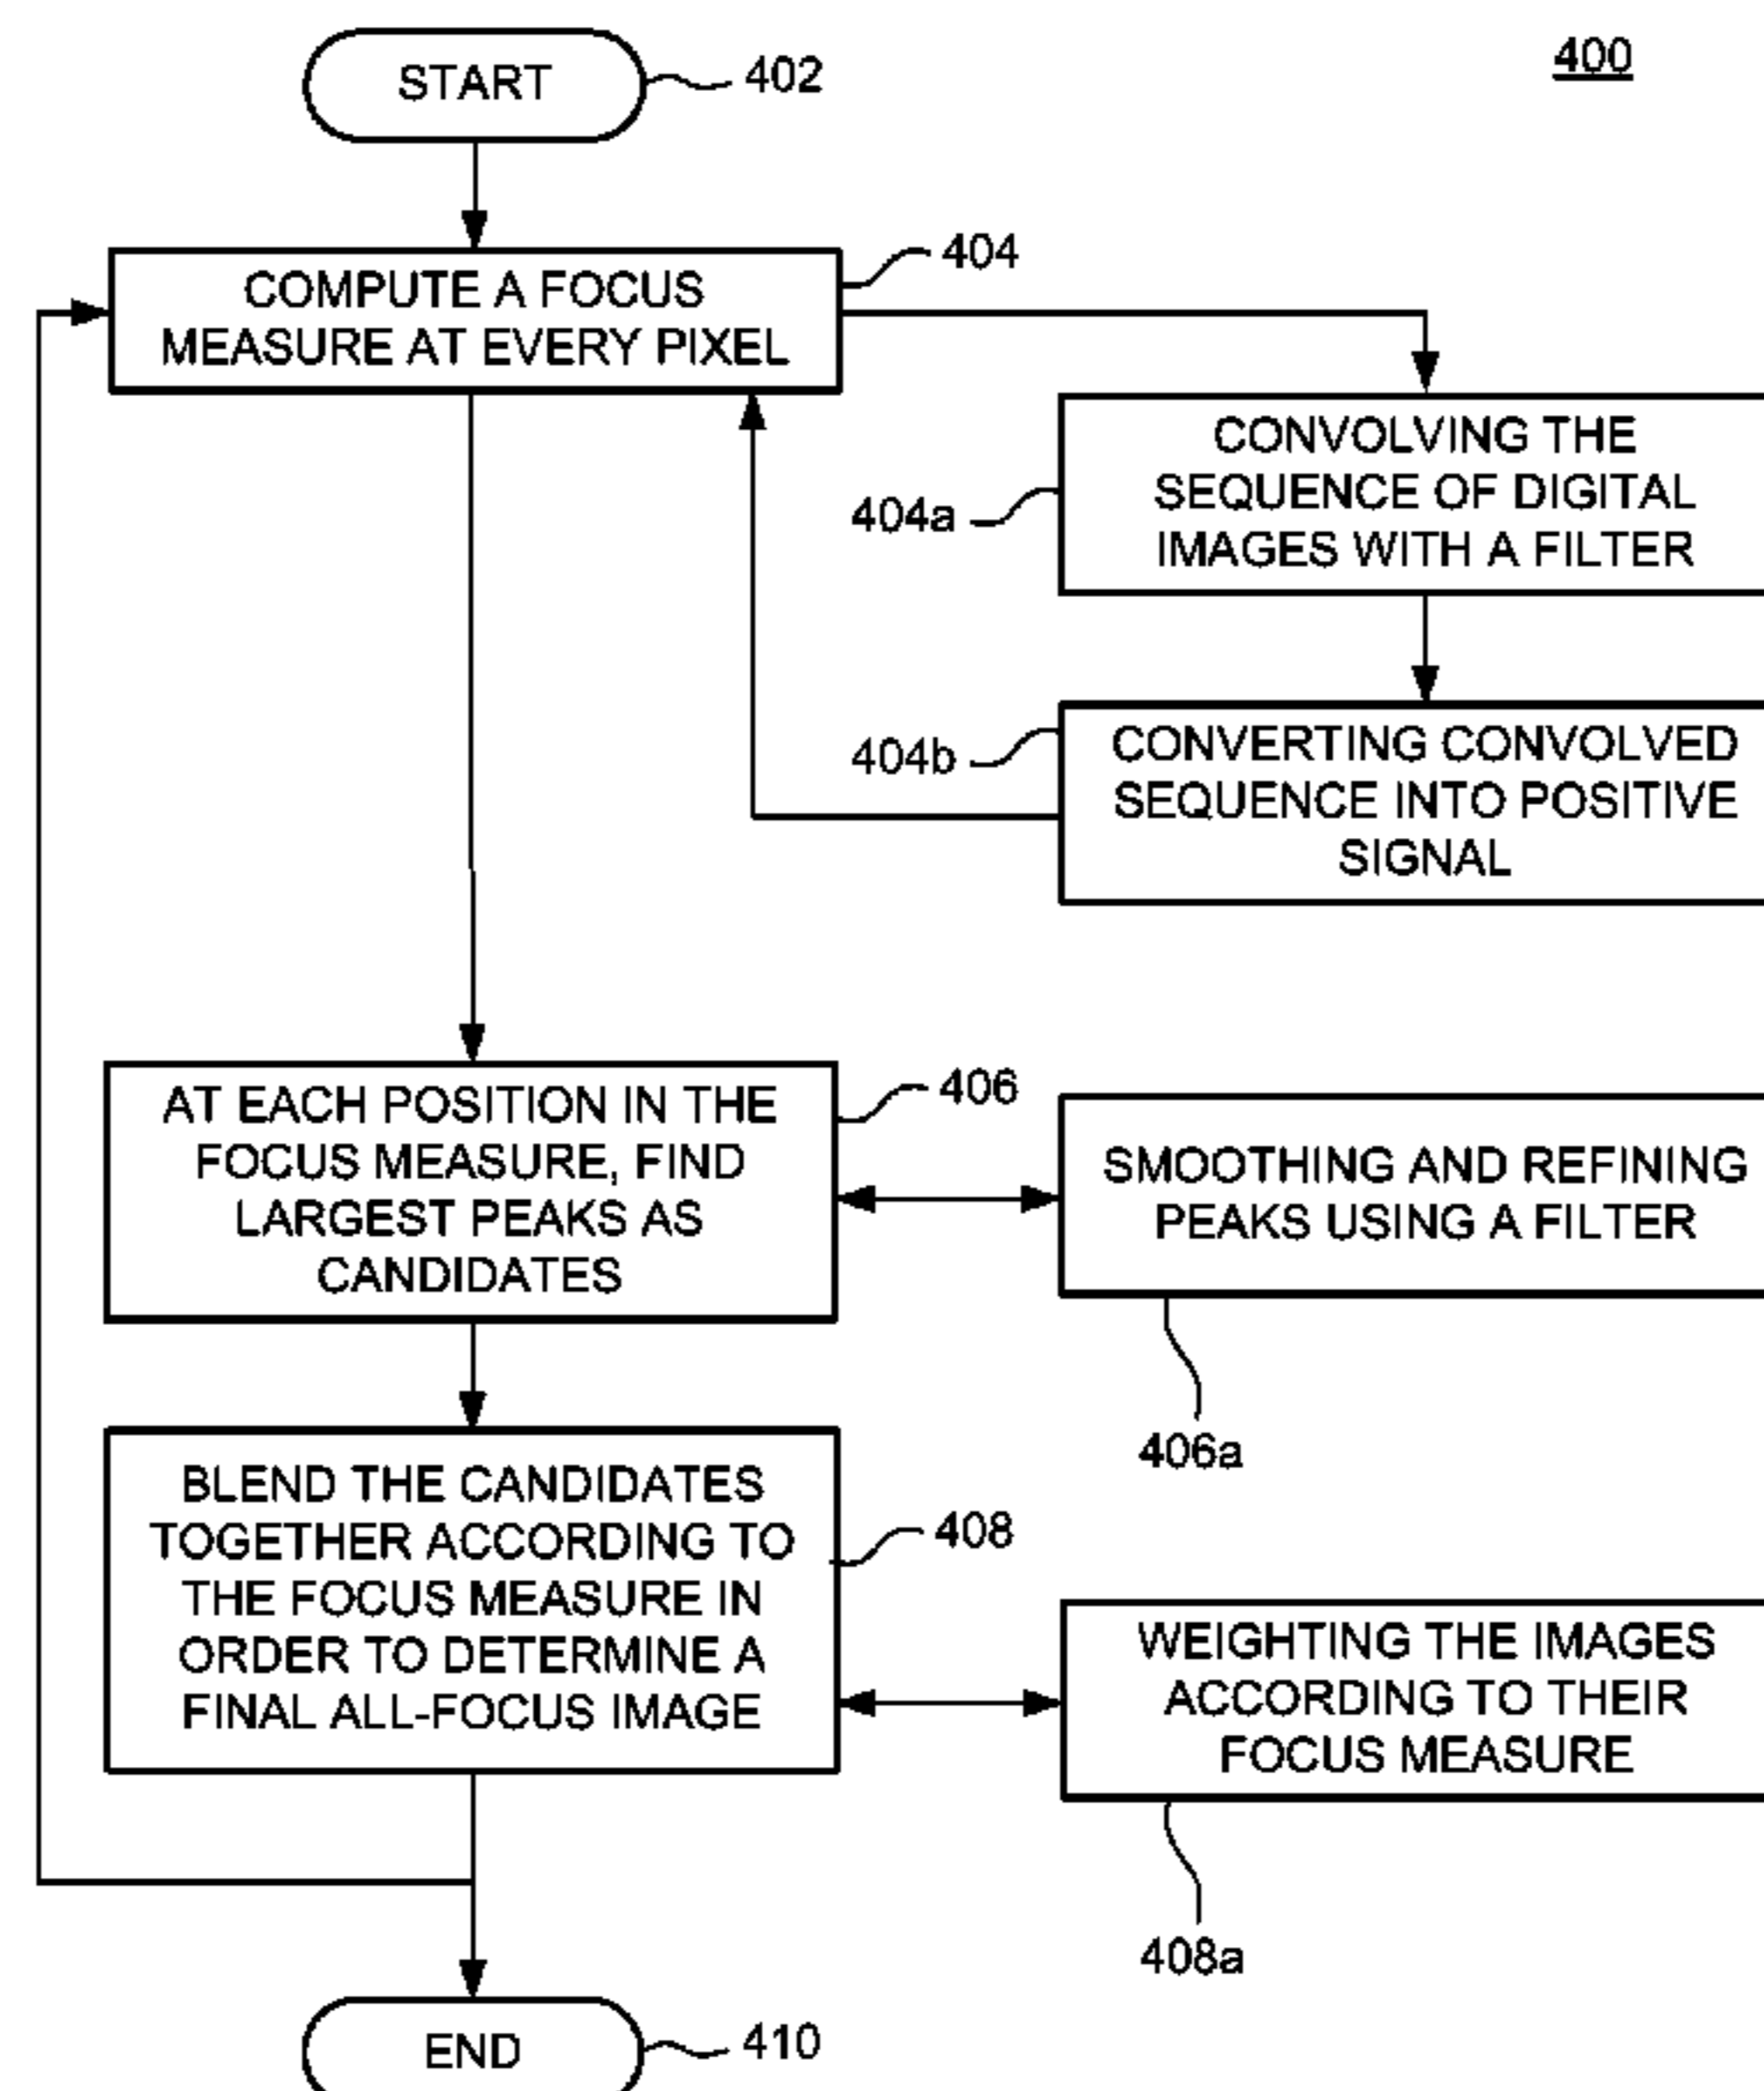 400
START
402
COMPUTE A FOCUS
MEASURE AT EVERY PIXEL
404
CONVOLVING THE
SEQUENCE OF DIGITAL
IMAGES WITH A FILTER
404a
CONVERTING CONVOLVED
SEQUENCE INTO POSITIVE
SIGNAL
404b
AT EACH POSITION IN THE
FOCUS MEASURE, FIND
LARGEST PEAKS AS
CANDIDATES
406
SMOOTHING AND REFINING
PEAKS USING A FILTER
406a
BLEND THE CANDIDATES
TOGETHER ACCORDING TO
THE FOCUS MEASURE IN
ORDER TO DETERMINE A
FINAL ALL-FOCUS IMAGE
408
WEIGHTING THE IMAGES
ACCORDING TO THEIR
FOCUS MEASURE
408a
END
410